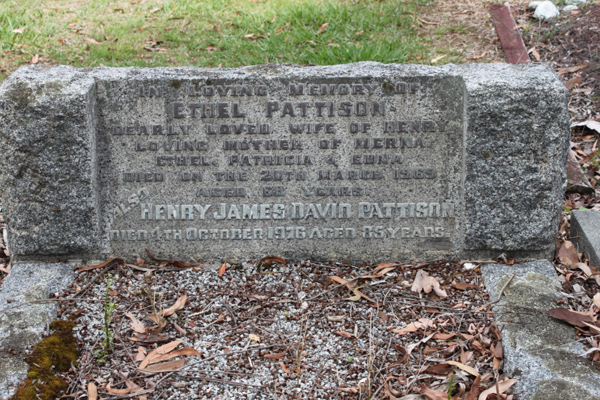 IN LOVING MEMORY OF
ETHEL PATTISON
DEARLY LOVED WIFE OF HENRY
LOVING MOTHER OF MERNA
ETHEL, PATRICIA & EDNA
DIED ON THE 20TH MARCH 1969
AGED YEARS
ALSO
HENRY JAMES DAVID PATTISON
DIED 4TH OCTOBER 1976 AGED 85 YEARS.